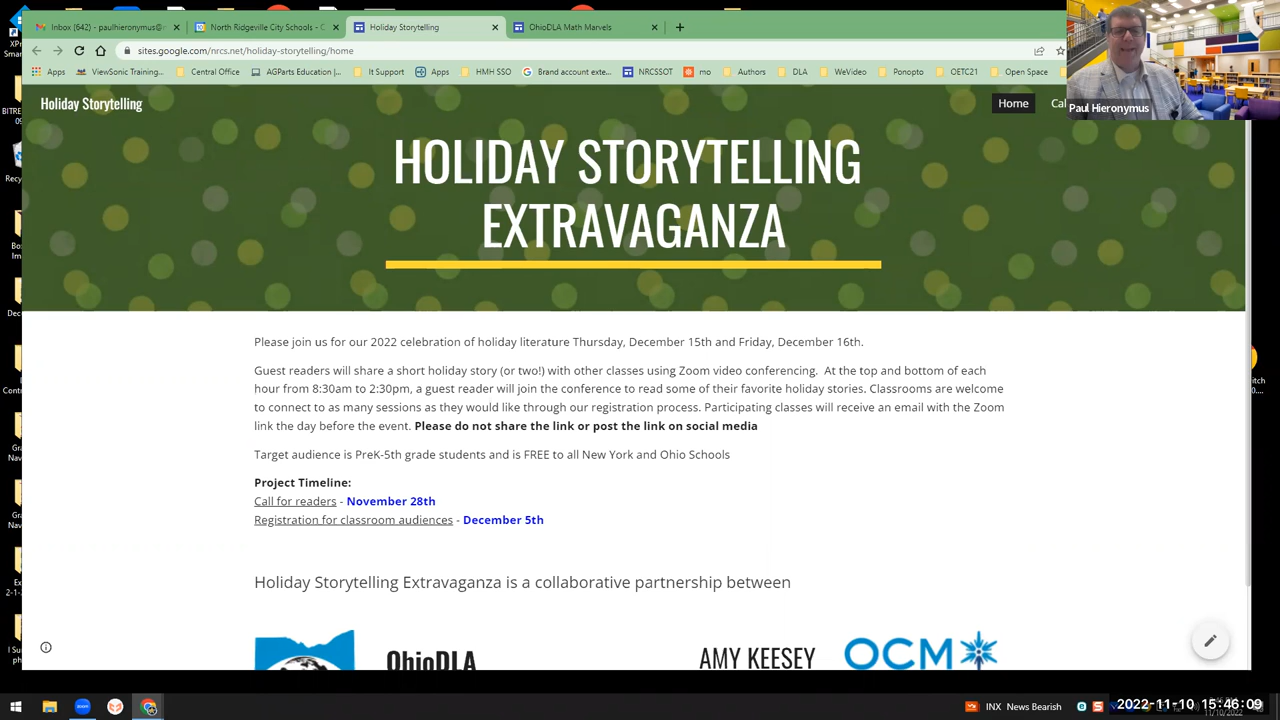 Inbox (642) - paulhieronymus@
North Ridgeville City Schools - C
Holiday Storytelling
OhioDLA Math Marvels
sites.google.com/nrcs.net/holiday-storytelling/home
Apps
ViewSonic Training...
Central Office
AGParts Education |...
It Support
Apps
HMH SSO
Brand account exte...
NRCSSOT
mo
Authors
DLA
WeVideo
Ponopto
OETC21
Open Space
Paul Hieronymus
Holiday Storytelling
Home
HOLIDAY STORYTELLING
EXTRAVAGANZA
Please join us for our 2022 celebration of holiday literature Thursday, December 15th and Friday, December 16th.
Guest readers will share a short holiday story (or two!) with other classes using Zoom video conferencing. At the top and bottom of each
hour from 8:30am to 2:30pm, a guest reader will join the conference to read some of their favorite holiday stories. Classrooms are welcome
to connect to as many sessions as they would like through our registration process. Participating classes will receive an email with the Zoom
link the day before the event. Please do not share the link or post the link on social media
Target audience is PreK-5th grade students and is FREE to all New York and Ohio Schools
Project Timeline:
Call for readers - November 28th
Registration for classroom audiences - December 5th
Holiday Storytelling Extravaganza is a collaborative partnership between
OhioDLA
AMY KEESEY
OCM
INX News Bearish
2022-11-10 15:46:09
11/10/2022